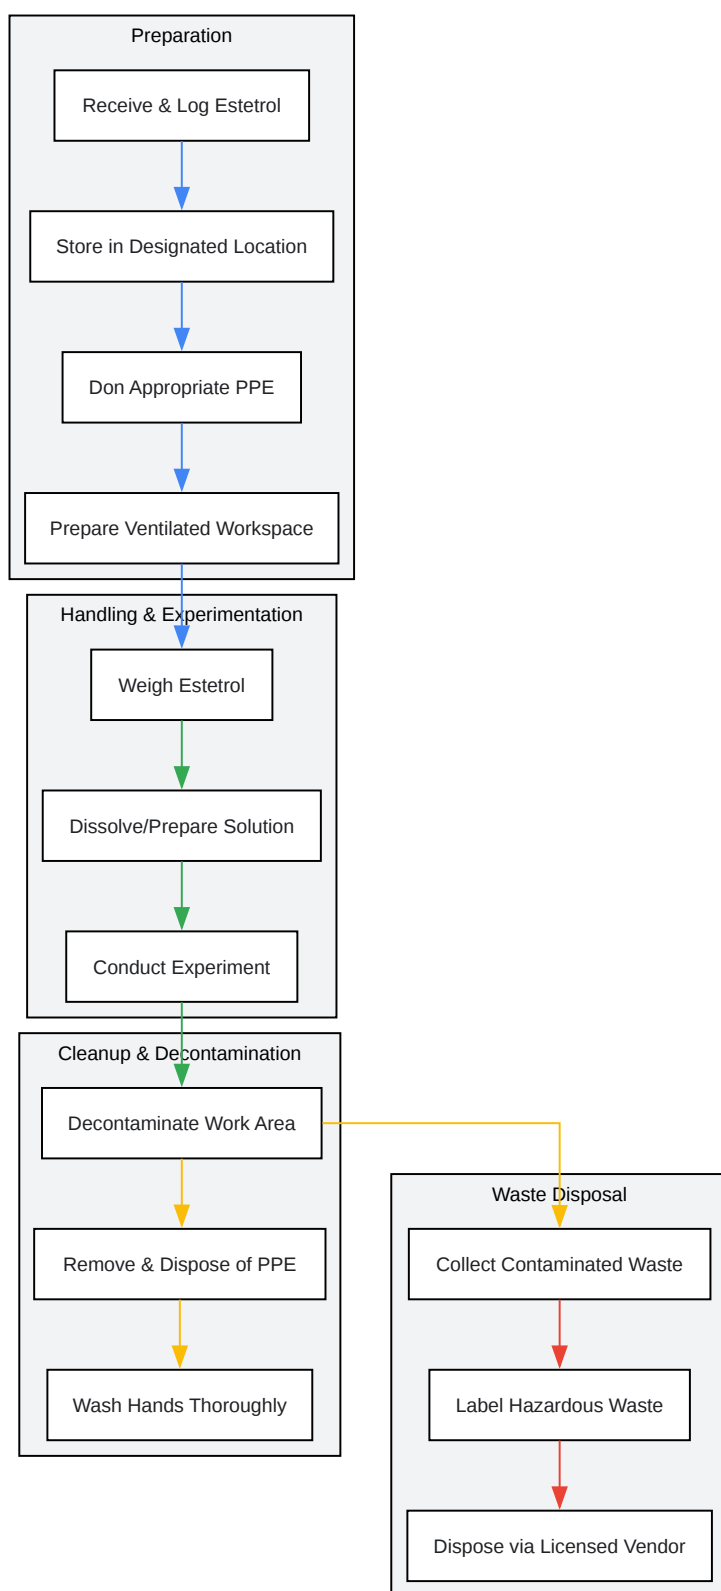 Preparation
Receive & Log Estetrol
Store in Designated Location
Don Appropriate PPE
Prepare Ventilated Workspace
Handling & Experimentation
Weigh Estetrol
Dissolve/Prepare Solution
Conduct Experiment
Cleanup & Decontamination
Decontaminate Work Area
Remove & Dispose of PPE
Wash Hands Thoroughly
Waste Disposal
Collect Contaminated Waste
Label Hazardous Waste
Dispose via Licensed Vendor